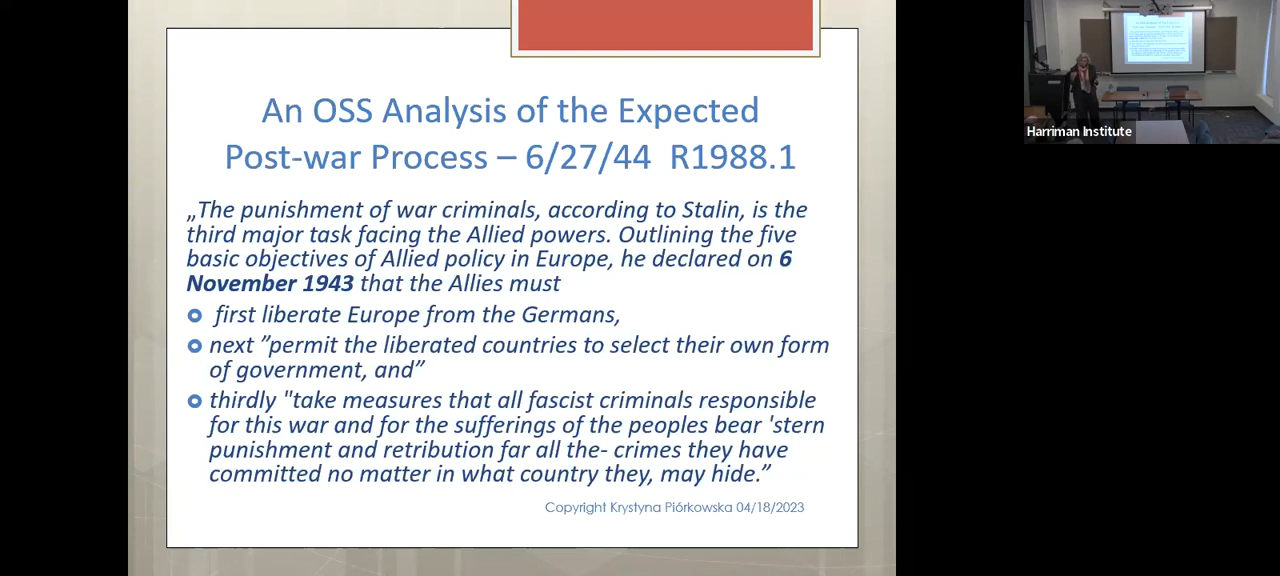 An OSS Analysis of the Expected
Post-war Process – 6/27/44 R1988.1
„The punishment of war criminals, according to Stalin, is the
third major task facing the Allied powers. Outlining the five
basic objectives of Allied policy in Europe, he declared on 6
November 1943 that the Allies must
first liberate Europe from the Germans,
next ”permit the liberated countries to select their own form
of government, and”
thirdly "take measures that all fascist criminals responsible
for this war and for the sufferings of the peoples bear 'stern
punishment and retribution far all the- crimes they have
committed no matter in what country they, may hide.”
Copyright Krystyna Piórkowska 04/18/2023
Harriman Institute